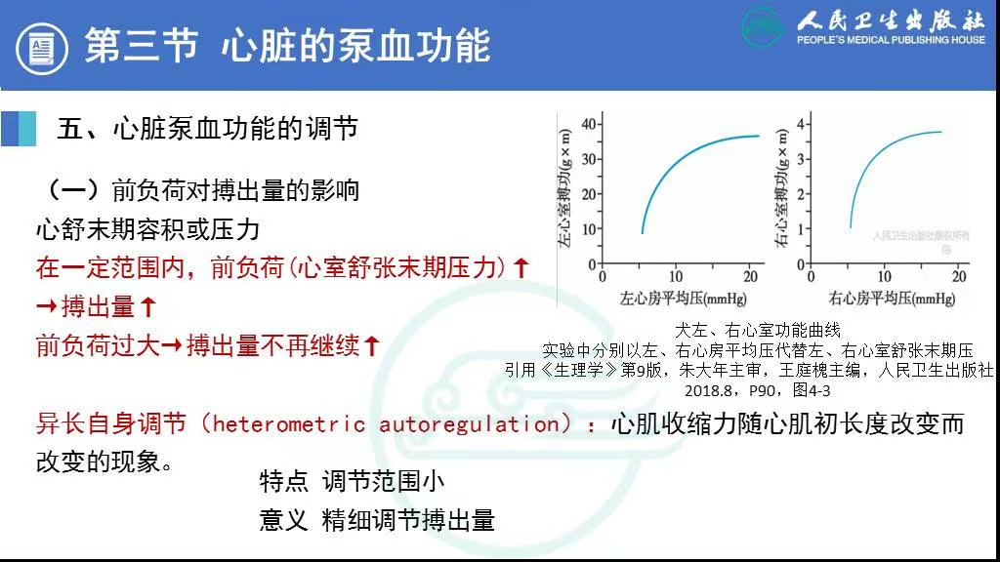 第三节 心脏的泵血功能
人民卫生出版社
PEOPLE'S MEDICAL PUBLISHING HOUSE
五、心脏泵血功能的调节
（一）前负荷对搏出量的影响
心舒末期容积或压力
在一定范围内，前负荷(心室舒张末期压力)↑
→搏出量↑
前负荷过大→搏出量不再继续↑
左心室搏功(g×m)
40
30
20
10
0
0 10 20
左心房平均压(mmHg)
右心室搏功(g×m)
4
3
2
1
0
0 10 20
右心房平均压(mmHg)
人民卫生出版社版权所有
犬左、右心室功能曲线
实验中分别以左、右心房平均压代替左、右心室舒张末期压
引用《生理学》第9版，朱大年主审，王庭槐主编，人民卫生出版社
2018.8，P90，图4-3
异长自身调节（heterometric autoregulation）：心肌收缩力随心肌初长度改变而
改变的现象。
特点 调节范围小
意义 精细调节搏出量